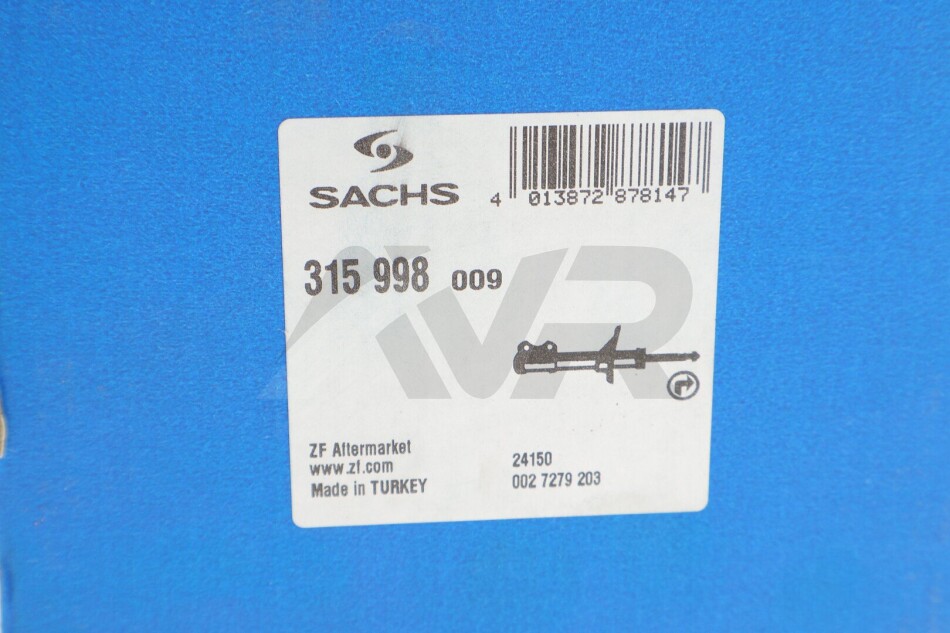 SACHS
4 013872 878147
315 998 009
AVR
ZF Aftermarket
www.zf.com
Made in TURKEY
24150
002 7279 203